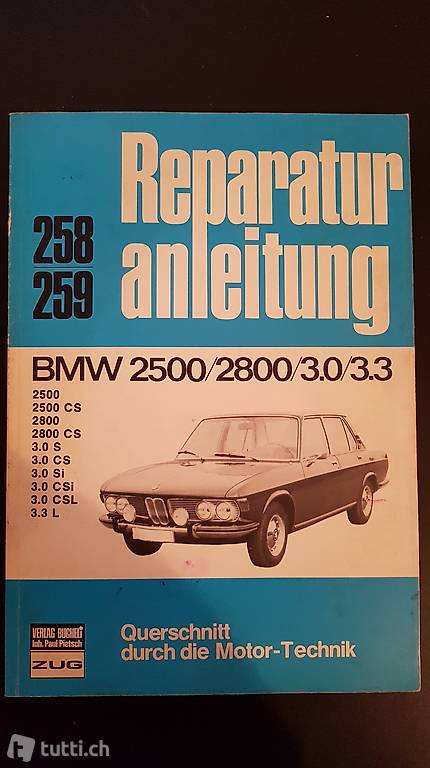 Reparatur
anleitung
258
259
BMW 2500/2800/3.0/3.3
2500
2500 CS
2800
2800 CS
3.0 S
3.0 CS
3.0 Si
3.0 CSi
3.0 CSL
3.3 L
VERLAG BUCHELI
Inh. Paul Pietsch
ZUG
Querschnitt
durch die Motor-Technik
tutti.ch